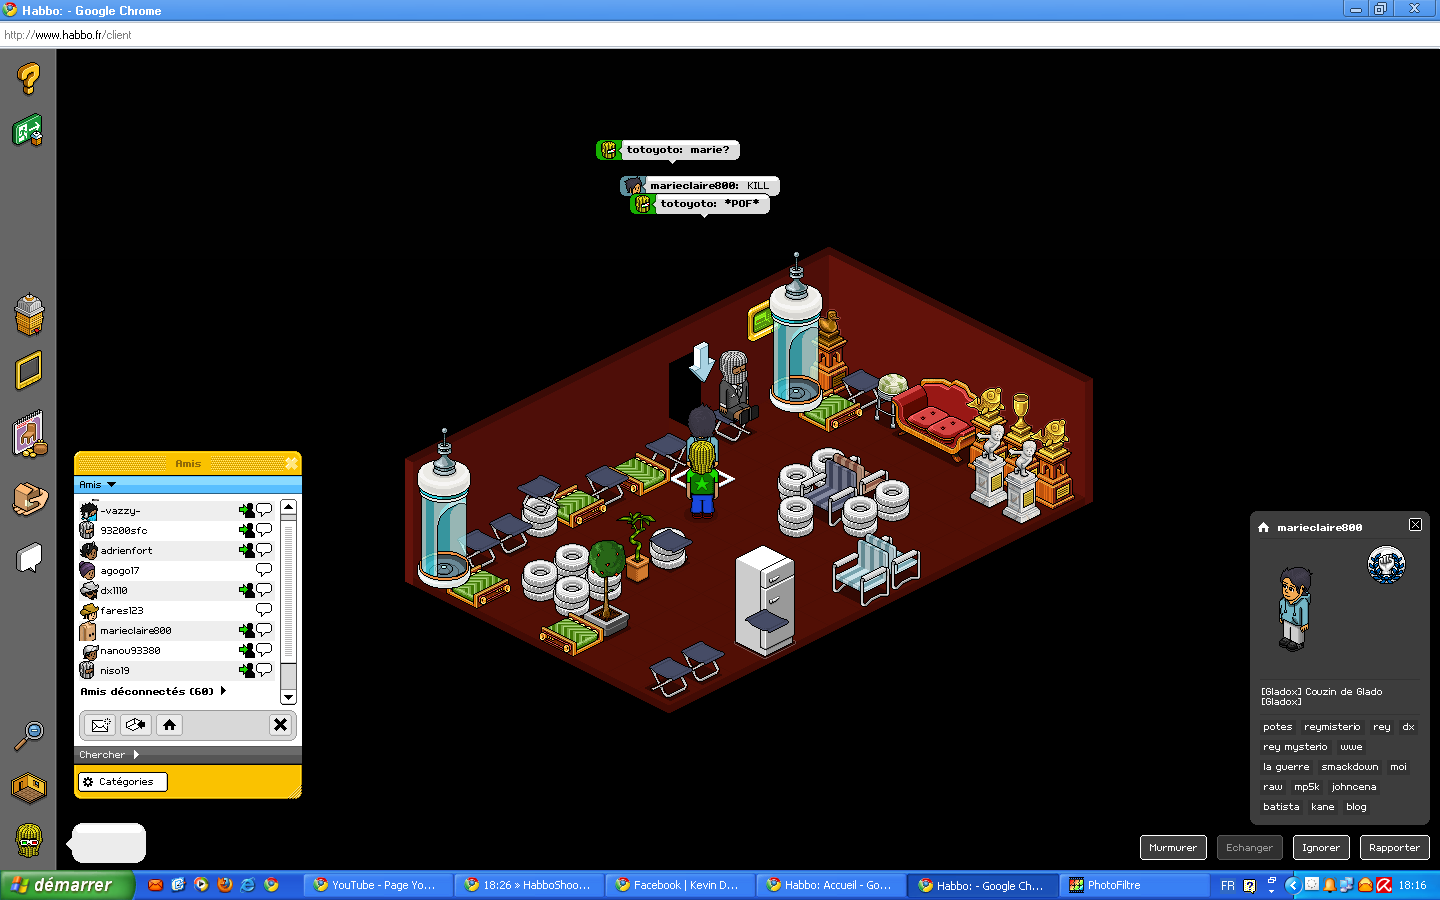 Habbo: - Google Chrome
http://www.habbo.fr/client
totoyoto: marie?
marieclaire800: KILL
totoyoto: *POF*
Amis
Amis
-vazzy-
93200sfc
adrienfort
agogo17
dx1110
fares123
marieclaire800
nanou93380
niso19
Amis déconnectés (60)
Chercher
Catégories
marieclaire800
[Gladox] Couzin de Glado
[Gladox]
potes reymisterio rey dx
rey mysterio wwe
la guerre smackdown moi
raw mp5k johncena
batista kane blog
Murmurer Echanger Ignorer Rapporter
démarrer YouTube - Page Yo... 18:26 » HabboShoo... Facebook | Kevin D... Habbo: Accueil - Go... Habbo: - Google Ch... PhotoFiltre FR 18:16